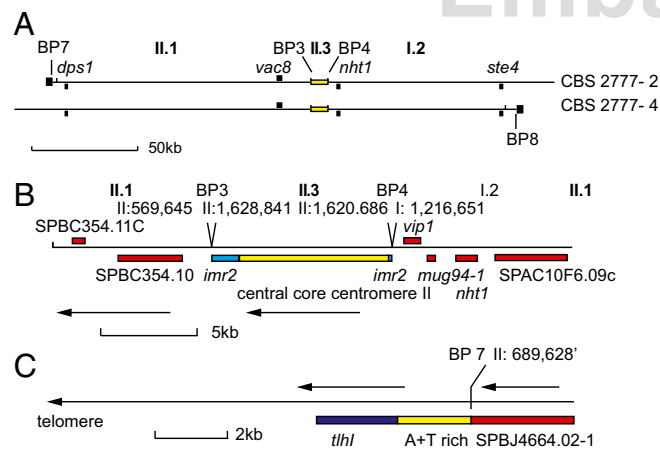 A
BP7 II.1 BP3 II.3 BP4 I.2
dps1 vac8 nht1 ste4
CBS 2777- 2
CBS 2777- 4
BP8
50kb
B
II.1 BP3 II.3 BP4 I.2 II.1
II:569,645 II:1,628,841 II:1,620.686 I: 1,216,651
SPBC354.11C vip1
SPBC354.10 imr2 imr2 mug94-1 SPAC10F6.09c
central core centromere II nht1
5kb
C
BP 7 II: 689,628'
telomere
2kb
tlhI A+T rich SPBJ4664.02-1